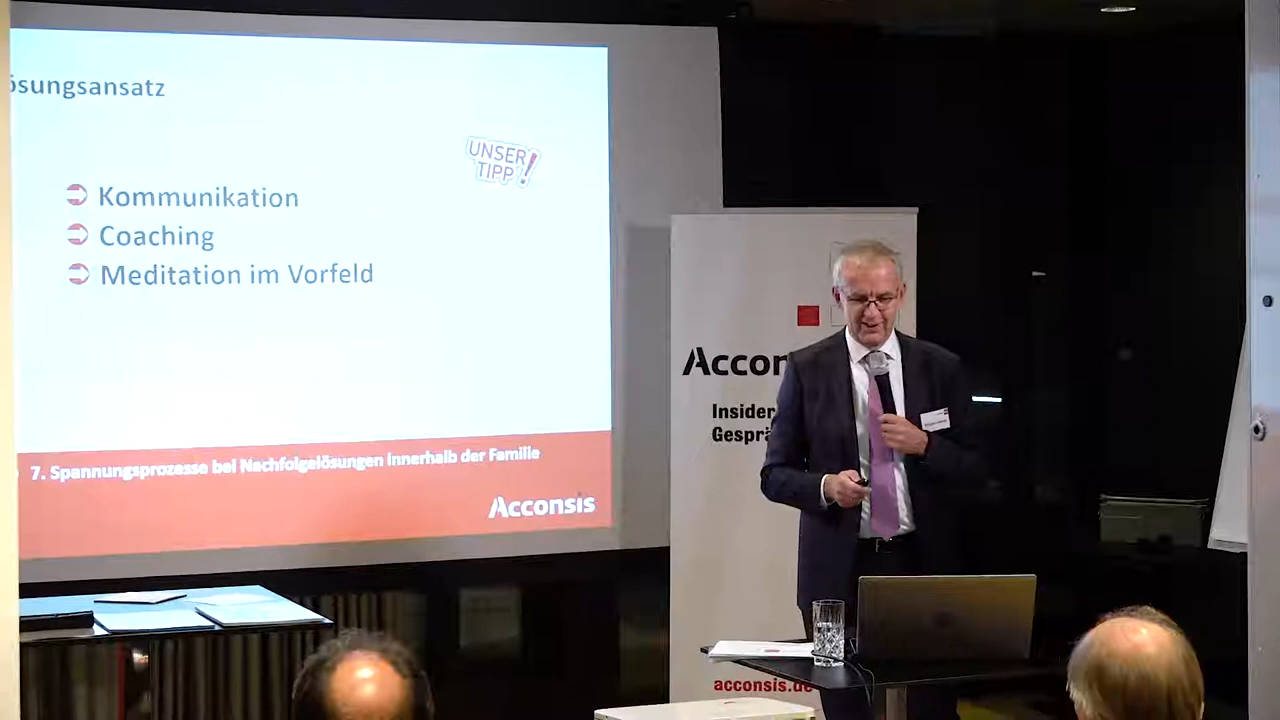 ösungsansatz
UNSER
TIPP!
Kommunikation
Coaching
Meditation im Vorfeld
7. Spannungsprozesse bei Nachfolgelösungen innerhalb der Familie
Acconsis
Accon
Insider
Gesprä
acconsis.de